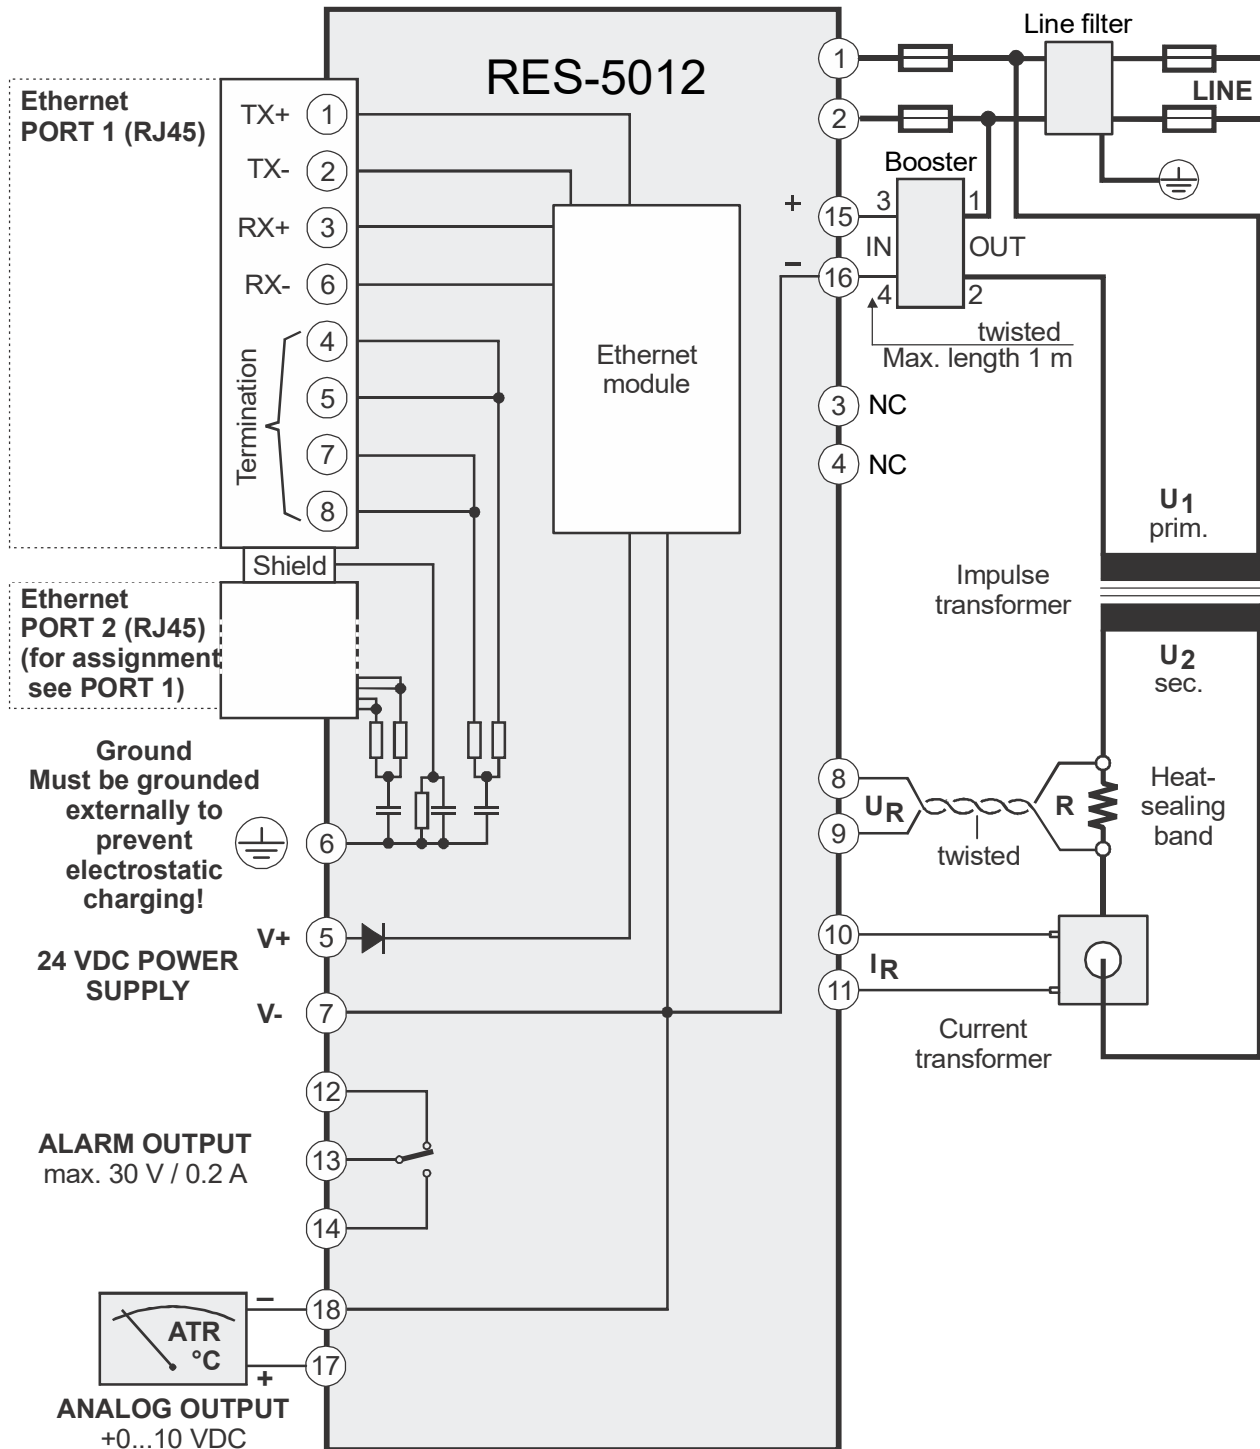 RES-5012
Line filter
LINE
1
2
Booster
3
1
IN
OUT
4
2
+
15
–
16
twisted
Max. length 1 m
3 NC
4 NC
U1
prim.
Impulse
transformer
U2
sec.
8
9
UR
twisted
R
Heat-
sealing
band
10
11
IR
Current
transformer
Ethernet
PORT 1 (RJ45)
TX+ 1
TX- 2
RX+ 3
RX- 6
Termination
4
5
7
8
Ethernet
module
Shield
Ethernet
PORT 2 (RJ45)
(for assignment
see PORT 1)
Ground
Must be grounded
externally to
prevent
electrostatic
charging!
6
24 VDC POWER
SUPPLY
V+ 5
V- 7
ALARM OUTPUT
max. 30 V / 0.2 A
12
13
14
ATR
°C
– 18
+ 17
ANALOG OUTPUT
+0...10 VDC